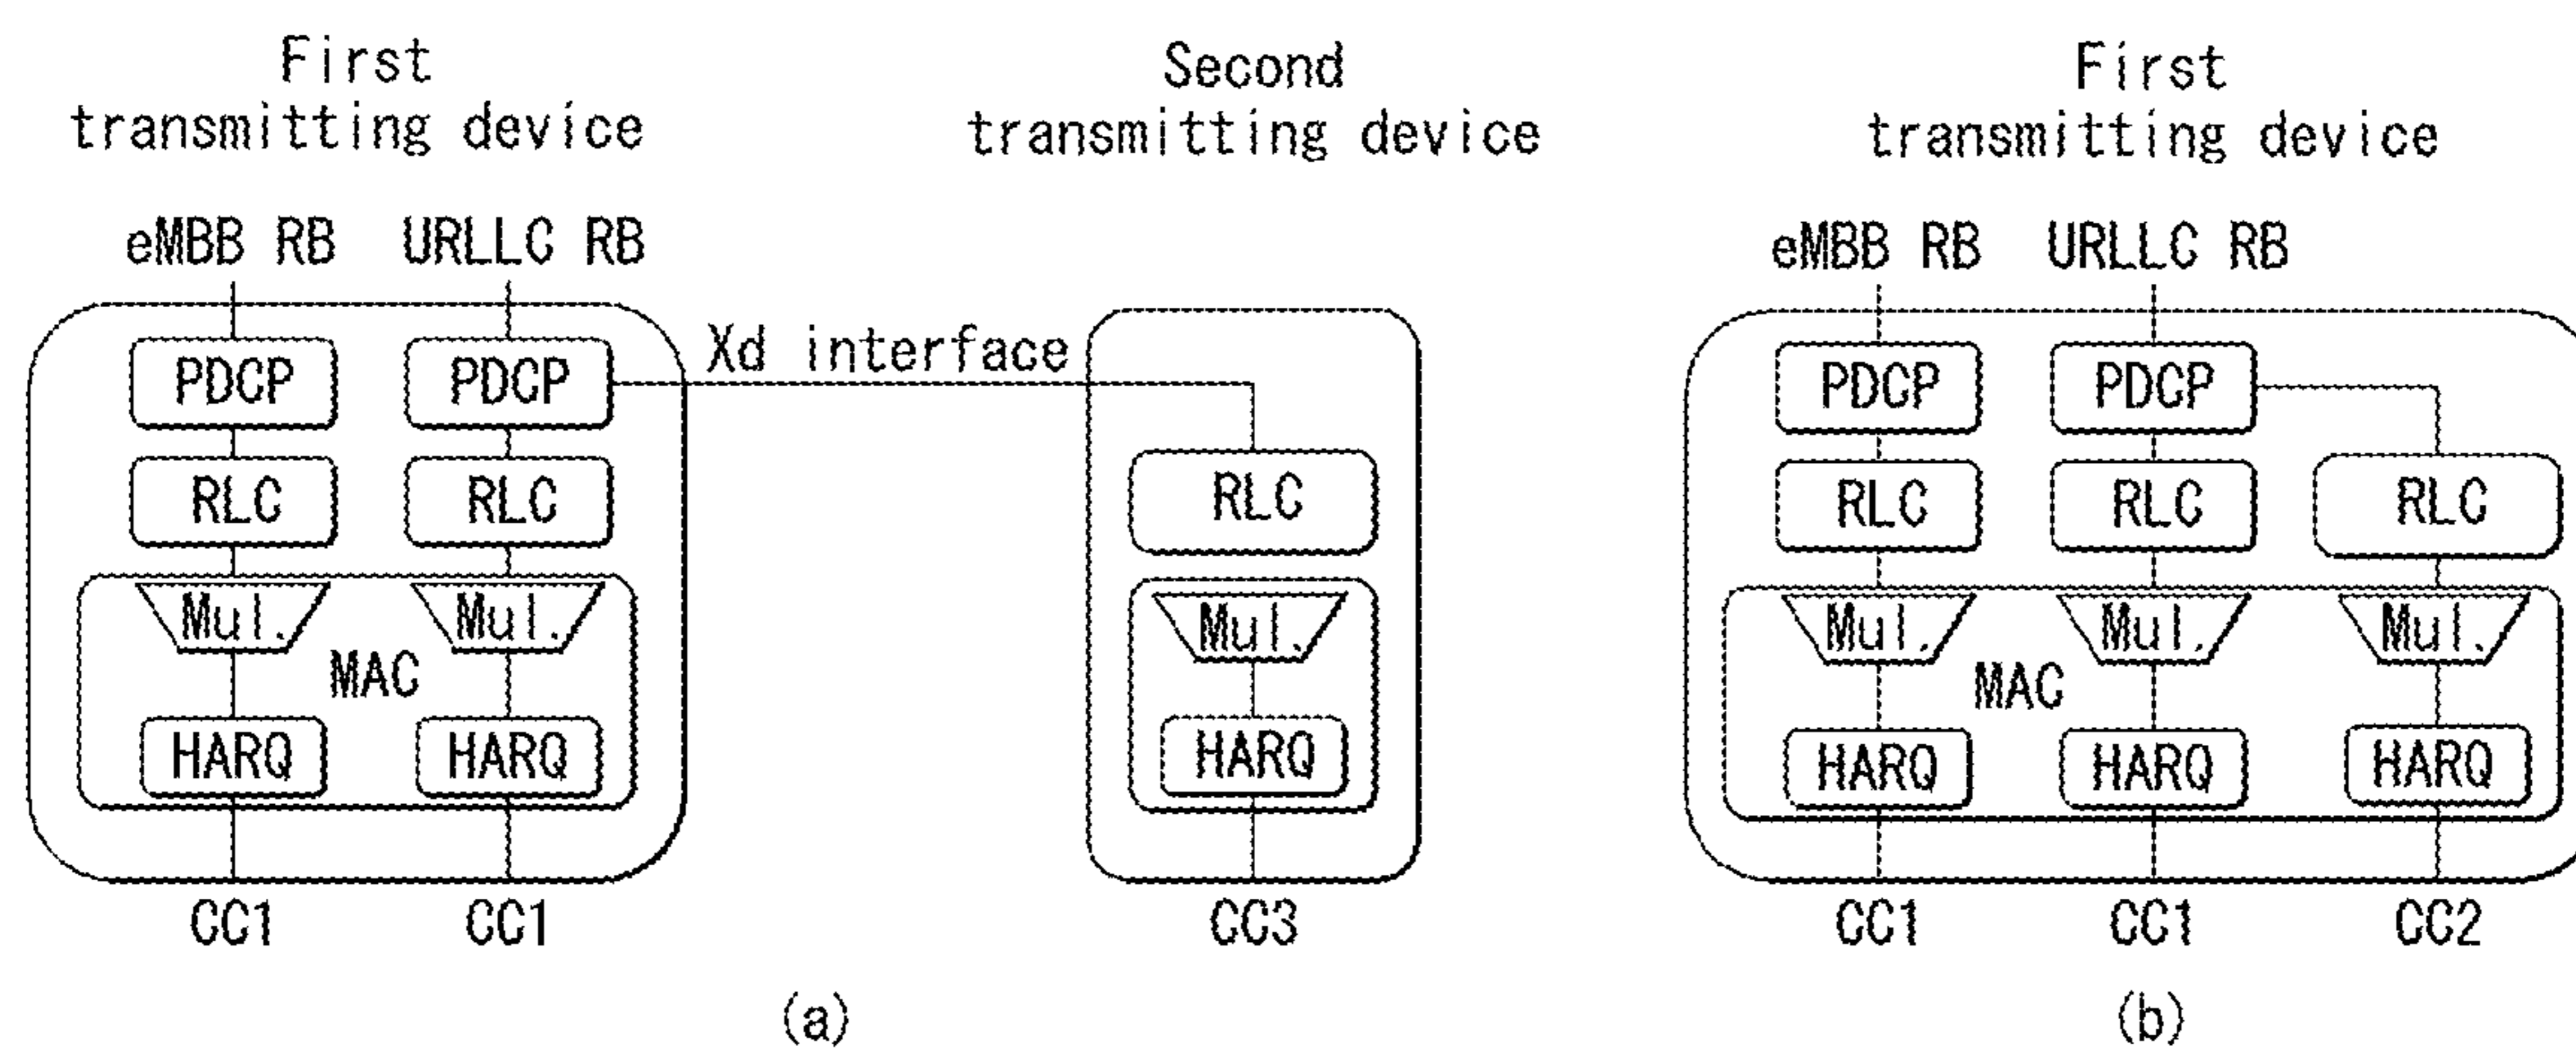 First
transmitting device
Second
transmitting device
First
transmitting device
eMBB RB URLLC RB
eMBB RB URLLC RB
Xd interface
PDCP PDCP
PDCP PDCP
RLC RLC
RLC
RLC RLC RLC
Mul. Mul.
Mul.
Mul. Mul. Mul.
MAC
MAC
HARQ HARQ
HARQ
HARQ HARQ HARQ
CC1 CC1
CC3
CC1 CC1 CC2
(a)
(b)